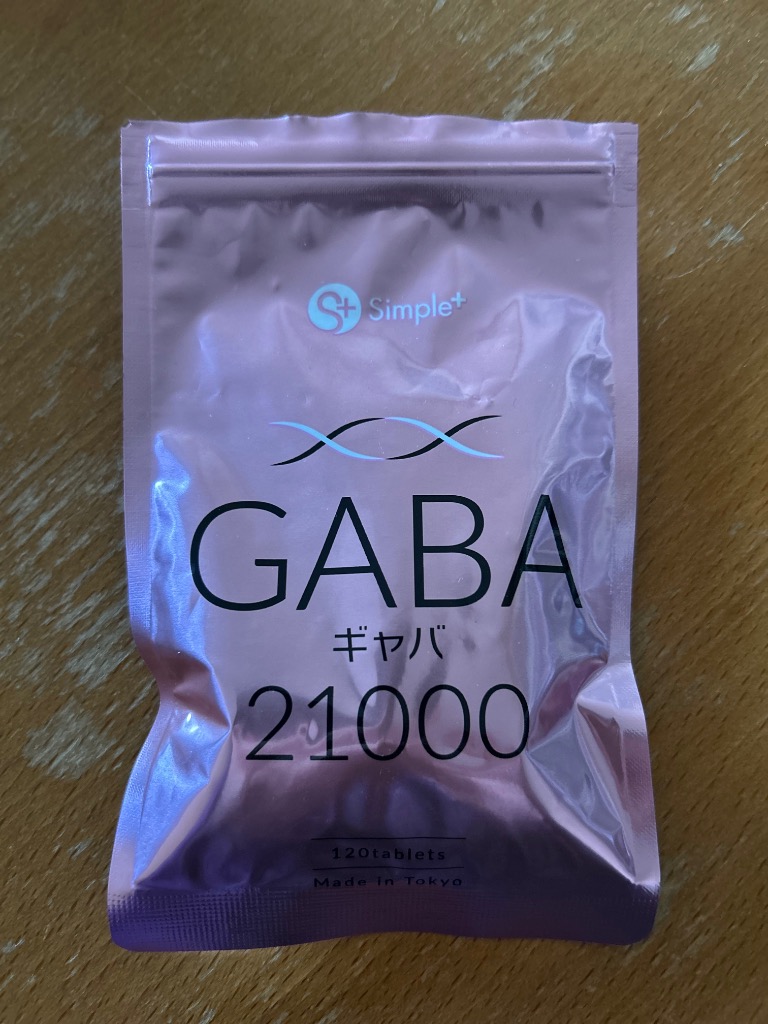 S+ Simple+
GABA
ギャバ
21000
120tablets
Made in Tokyo